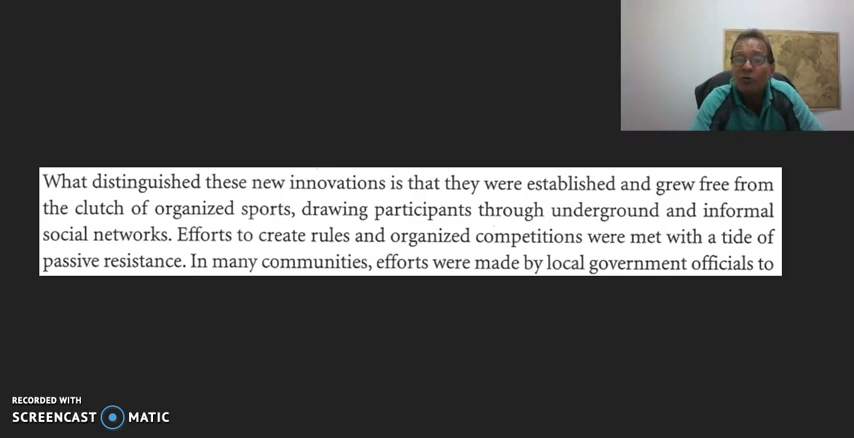 What distinguished these new innovations is that they were established and grew free from
the clutch of organized sports, drawing participants through underground and informal
social networks. Efforts to create rules and organized competitions were met with a tide of
passive resistance. In many communities, efforts were made by local government officials to
RECORDED WITH
SCREENCAST MATIC